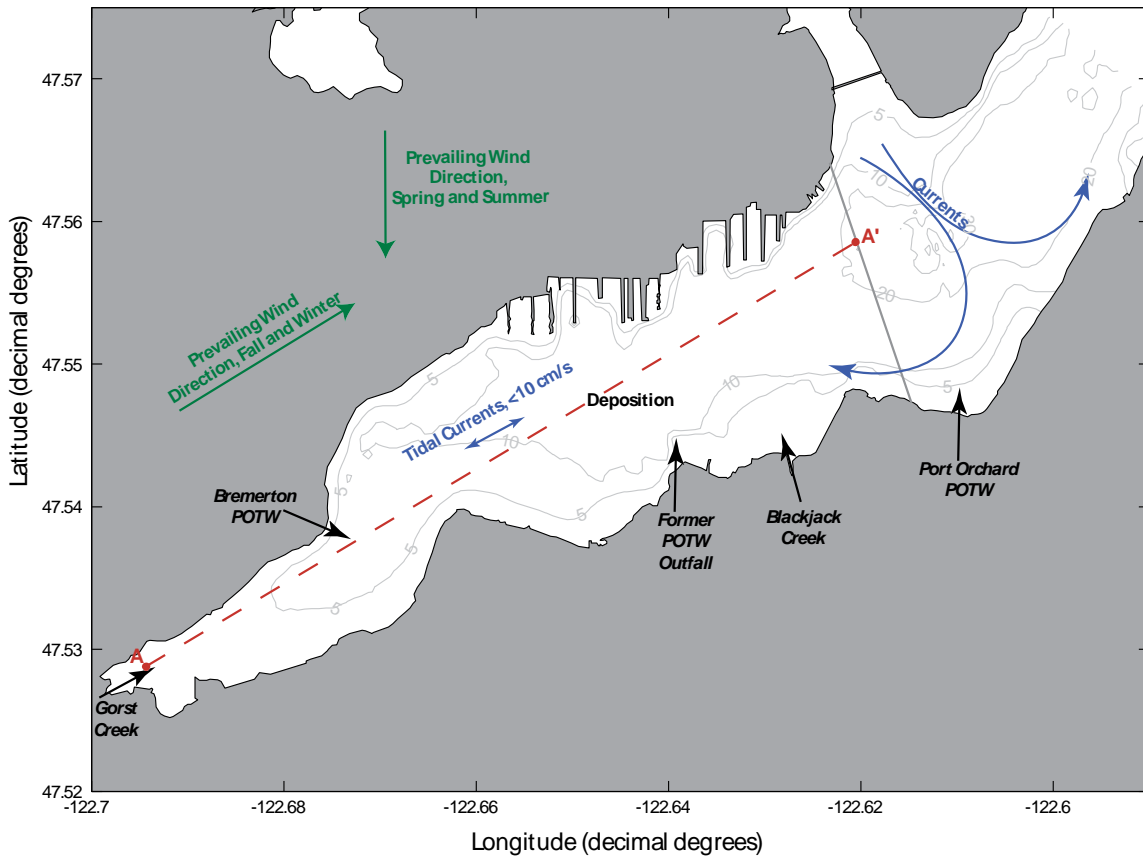 47.57
47.56
47.55
47.54
47.53
47.52
Latitude (decimal degrees)
-122.7
-122.68
-122.66
-122.64
-122.62
-122.6
Longitude (decimal degrees)
Prevailing Wind
Direction,
Spring and Summer
Prevailing Wind
Direction, Fall and Winter
Currents
A'
Tidal Currents, <10 cm/s
Deposition
Bremerton
POTW
Former
POTW
Outfall
Blackjack
Creek
Port Orchard
POTW
A
Gorst
Creek
5
10
20
20
5
10
5
10
5
5
5
5